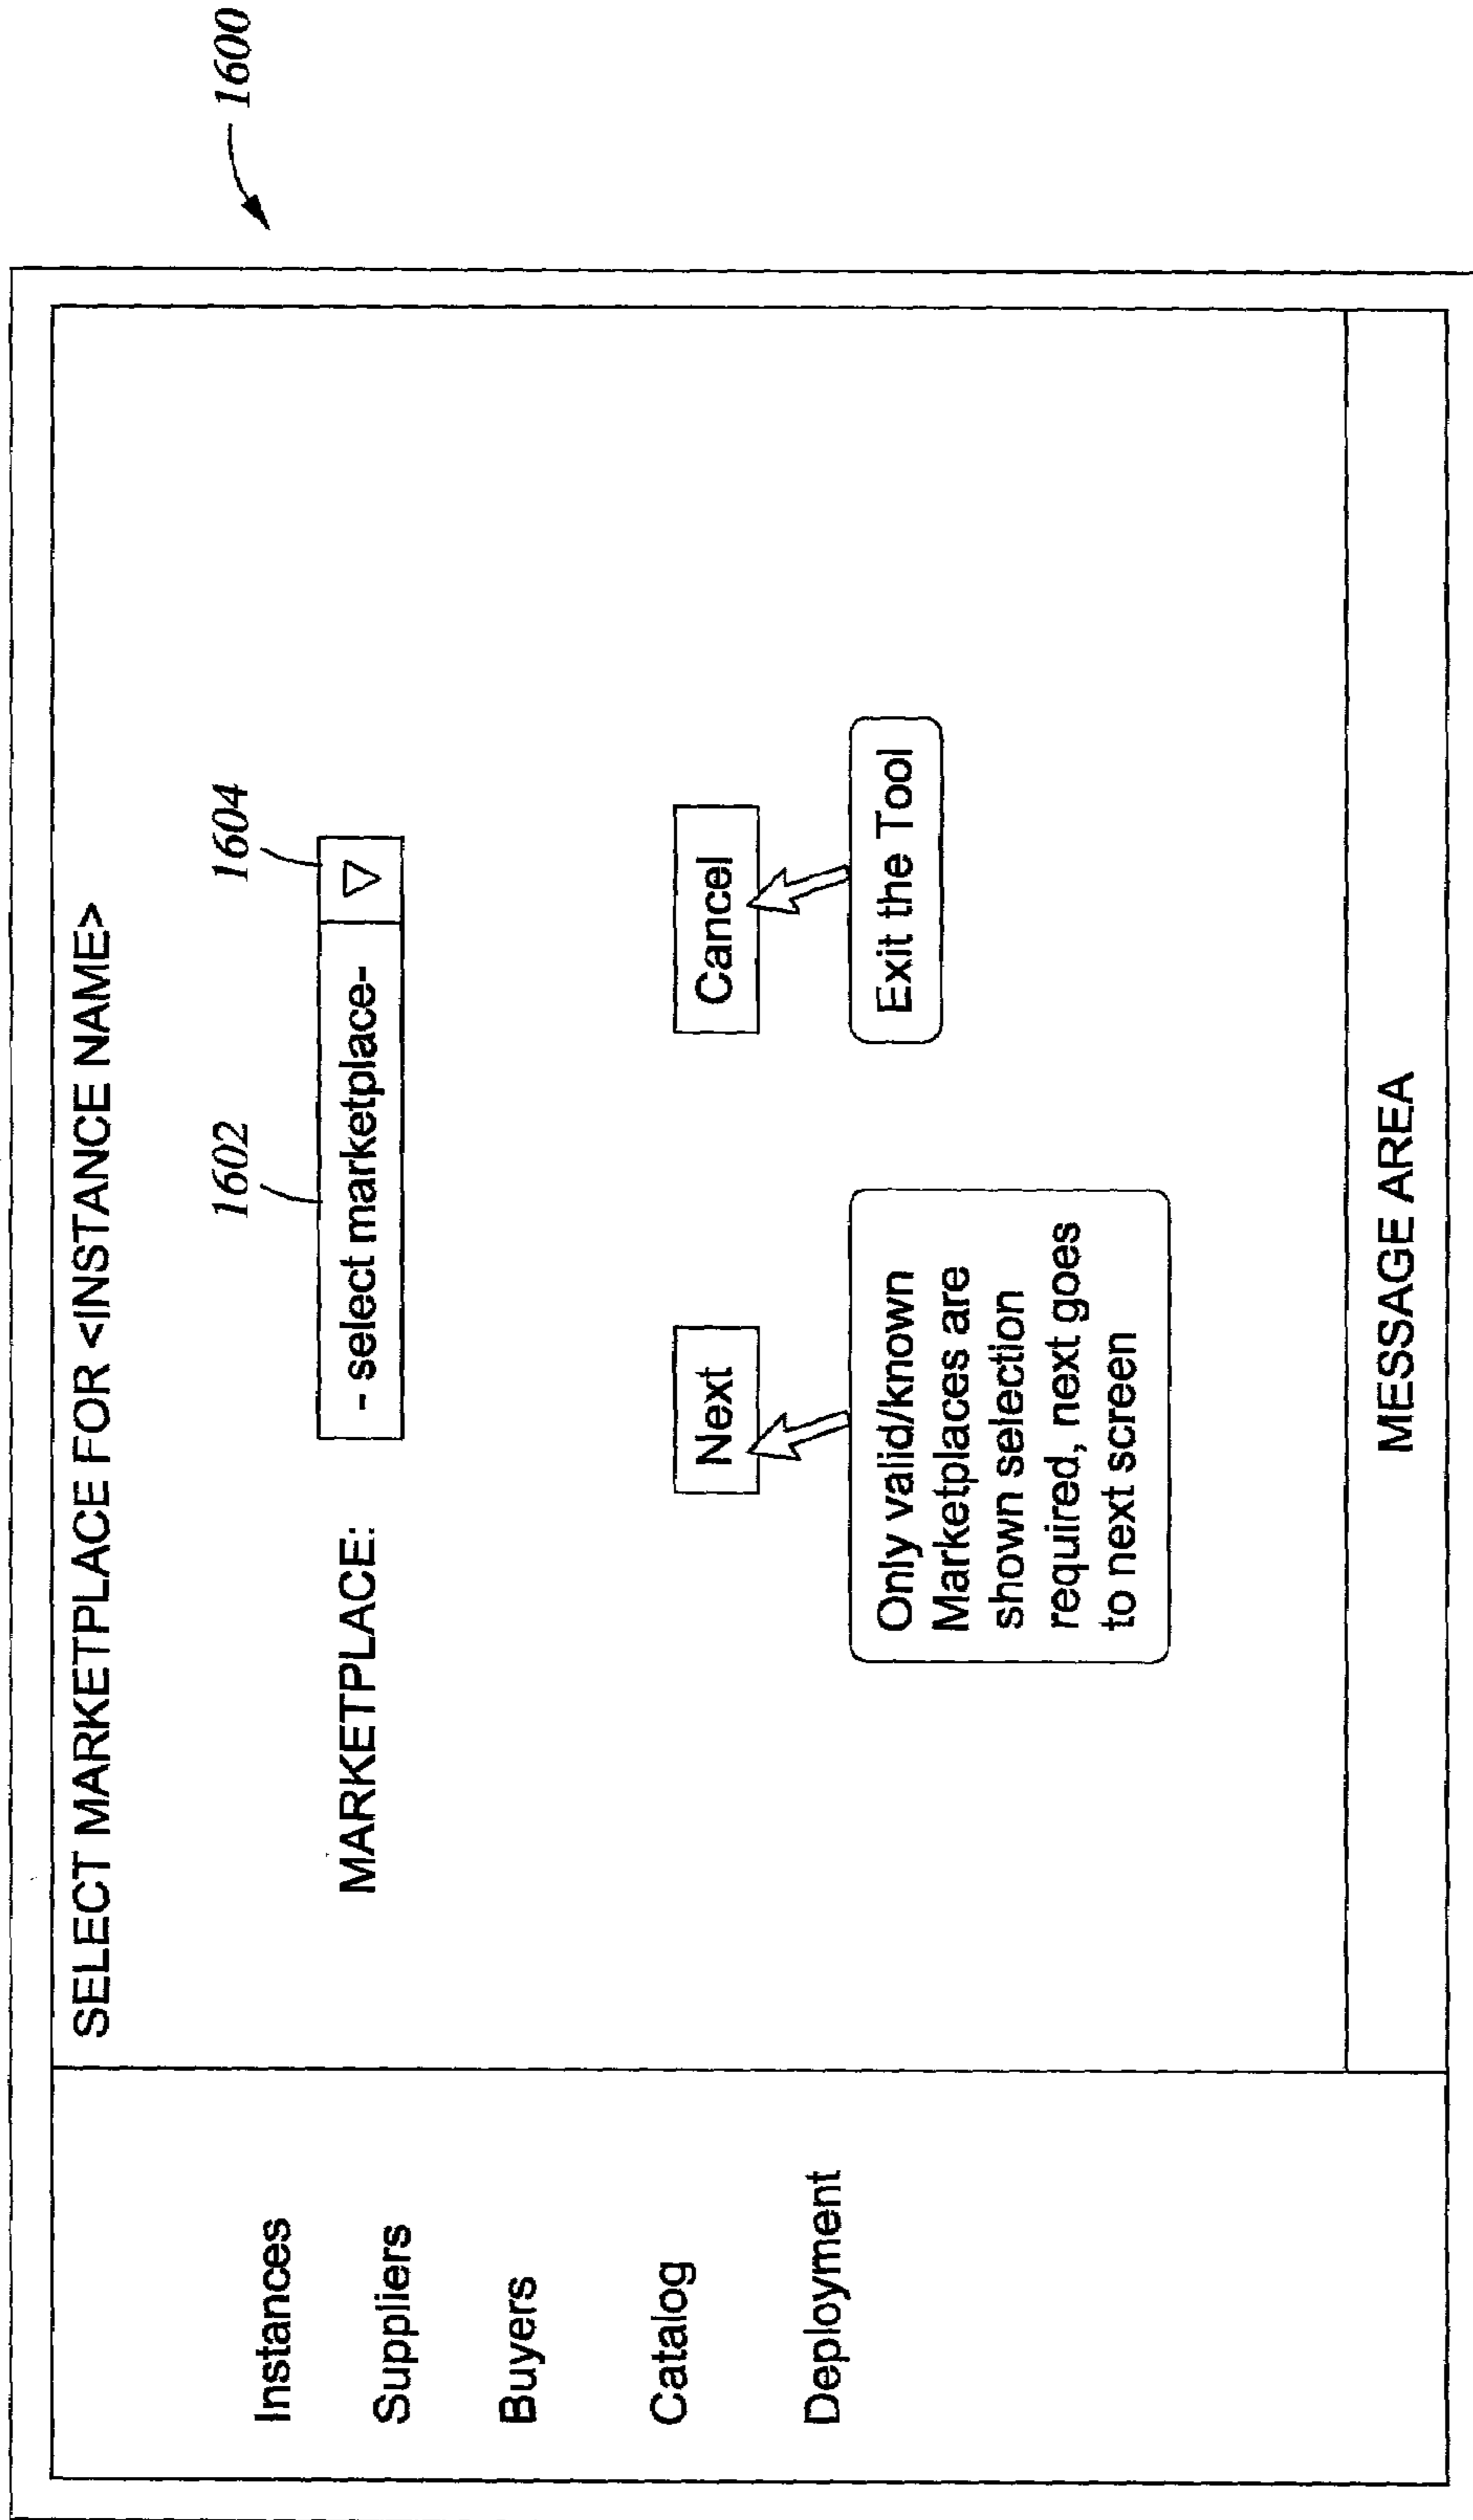 1600
SELECT MARKETPLACE FOR <INSTANCE NAME>
Instances
Suppliers
Buyers
Catalog
Deployment
1602
1604
MARKETPLACE:
- select marketplace-
Next
Cancel
Only valid/known
Marketplaces are
shown selection
required, next goes
to next screen
Exit the Tool
MESSAGE AREA